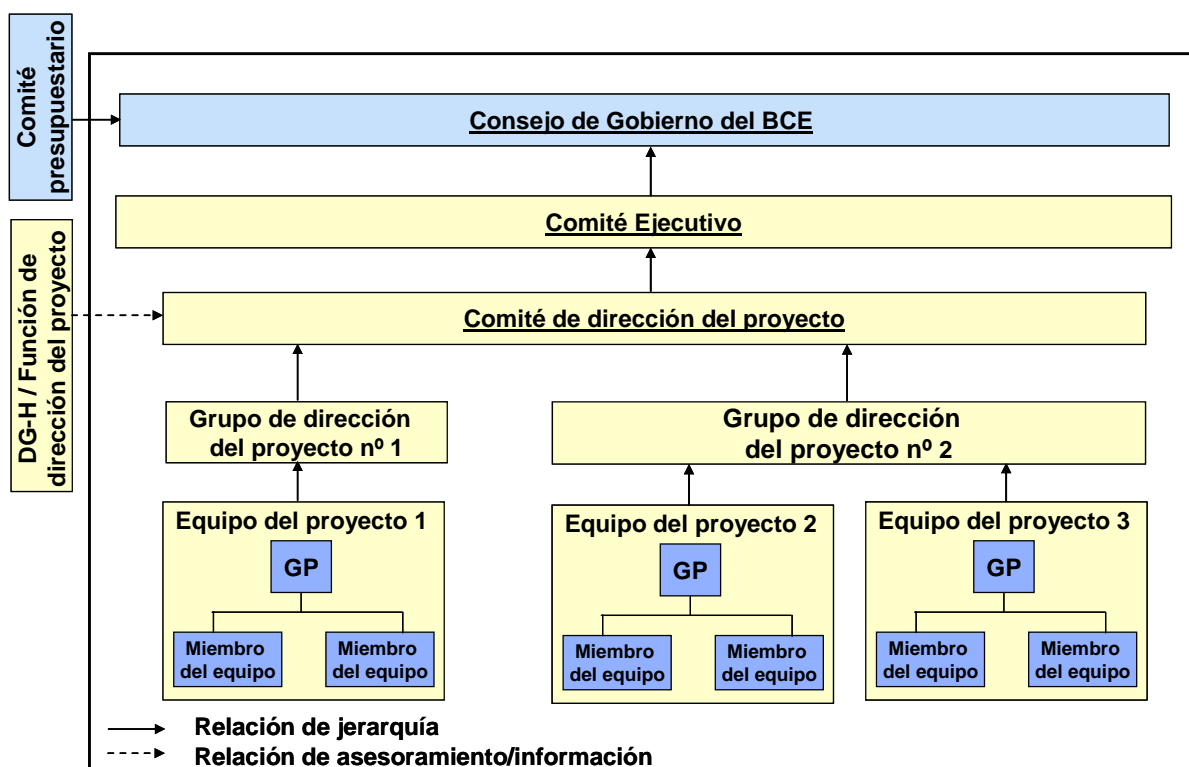 Comité
presupuestario
Consejo de Gobierno del BCE
Comité Ejecutivo
DG-H / Función de
dirección del proyecto
Comité de dirección del proyecto
Grupo de dirección
del proyecto nº 1
Grupo de dirección
del proyecto nº 2
Equipo del proyecto 1
GP
Miembro
del equipo
Miembro
del equipo
Equipo del proyecto 2
GP
Miembro
del equipo
Miembro
del equipo
Equipo del proyecto 3
GP
Miembro
del equipo
Miembro
del equipo
Relación de jerarquía
Relación de asesoramiento/información